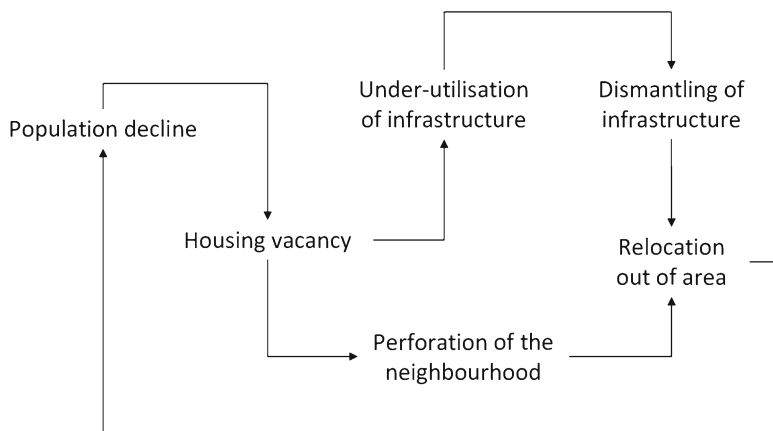 Under-utilisation
of infrastructure
Dismantling of
infrastructure
Population decline
Housing vacancy
Relocation
out of area
Perforation of the
neighbourhood